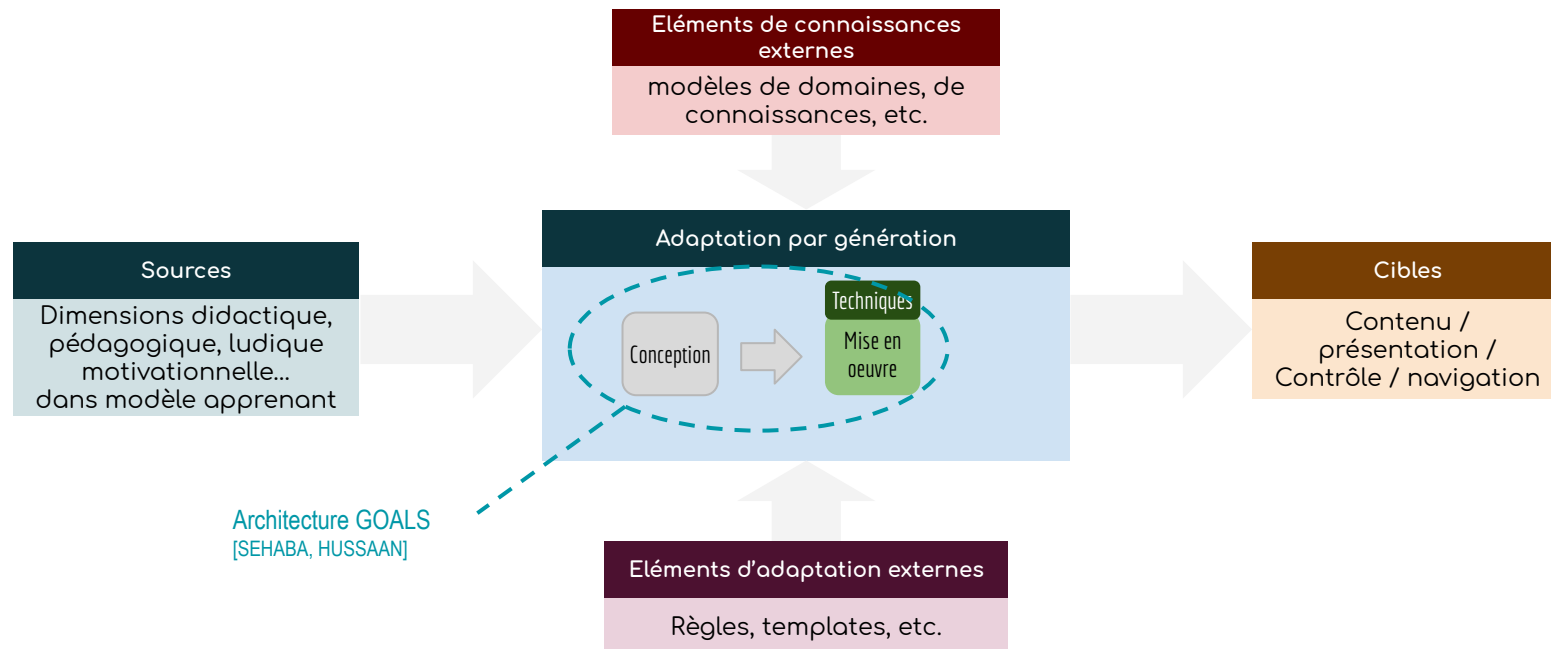 Eléments de connaissances
externes
modèles de domaines, de
connaissances, etc.
Adaptation par génération
Sources
Dimensions didactique,
pédagogique, ludique
motivationnelle...
dans modèle apprenant
Techniques
Conception
Mise en
oeuvre
Cibles
Contenu /
présentation /
Contrôle / navigation
Architecture GOALS
[SEHABA, HUSSAAN]
Eléments d’adaptation externes
Règles, templates, etc.